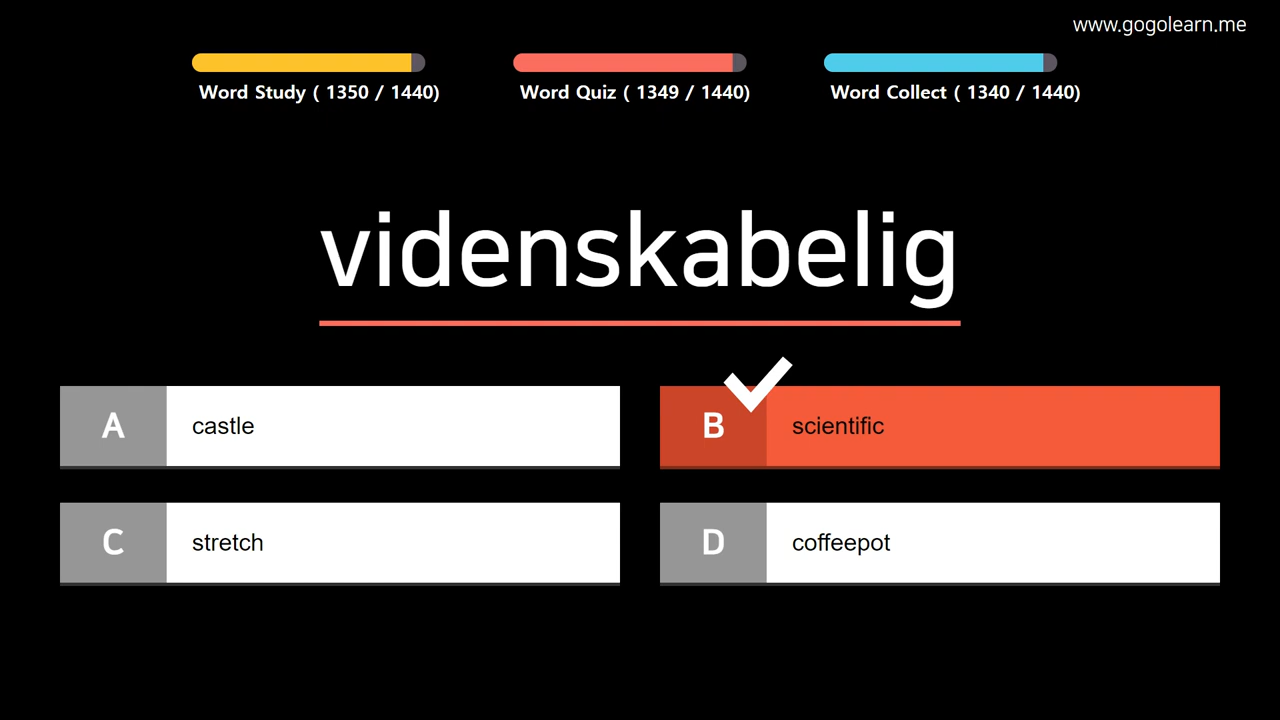 www.gogolearn.me
Word Study ( 1350 / 1440)
Word Quiz ( 1349 / 1440)
Word Collect ( 1340 / 1440)
videnskabelig
A castle
B scientific
C stretch
D coffeepot